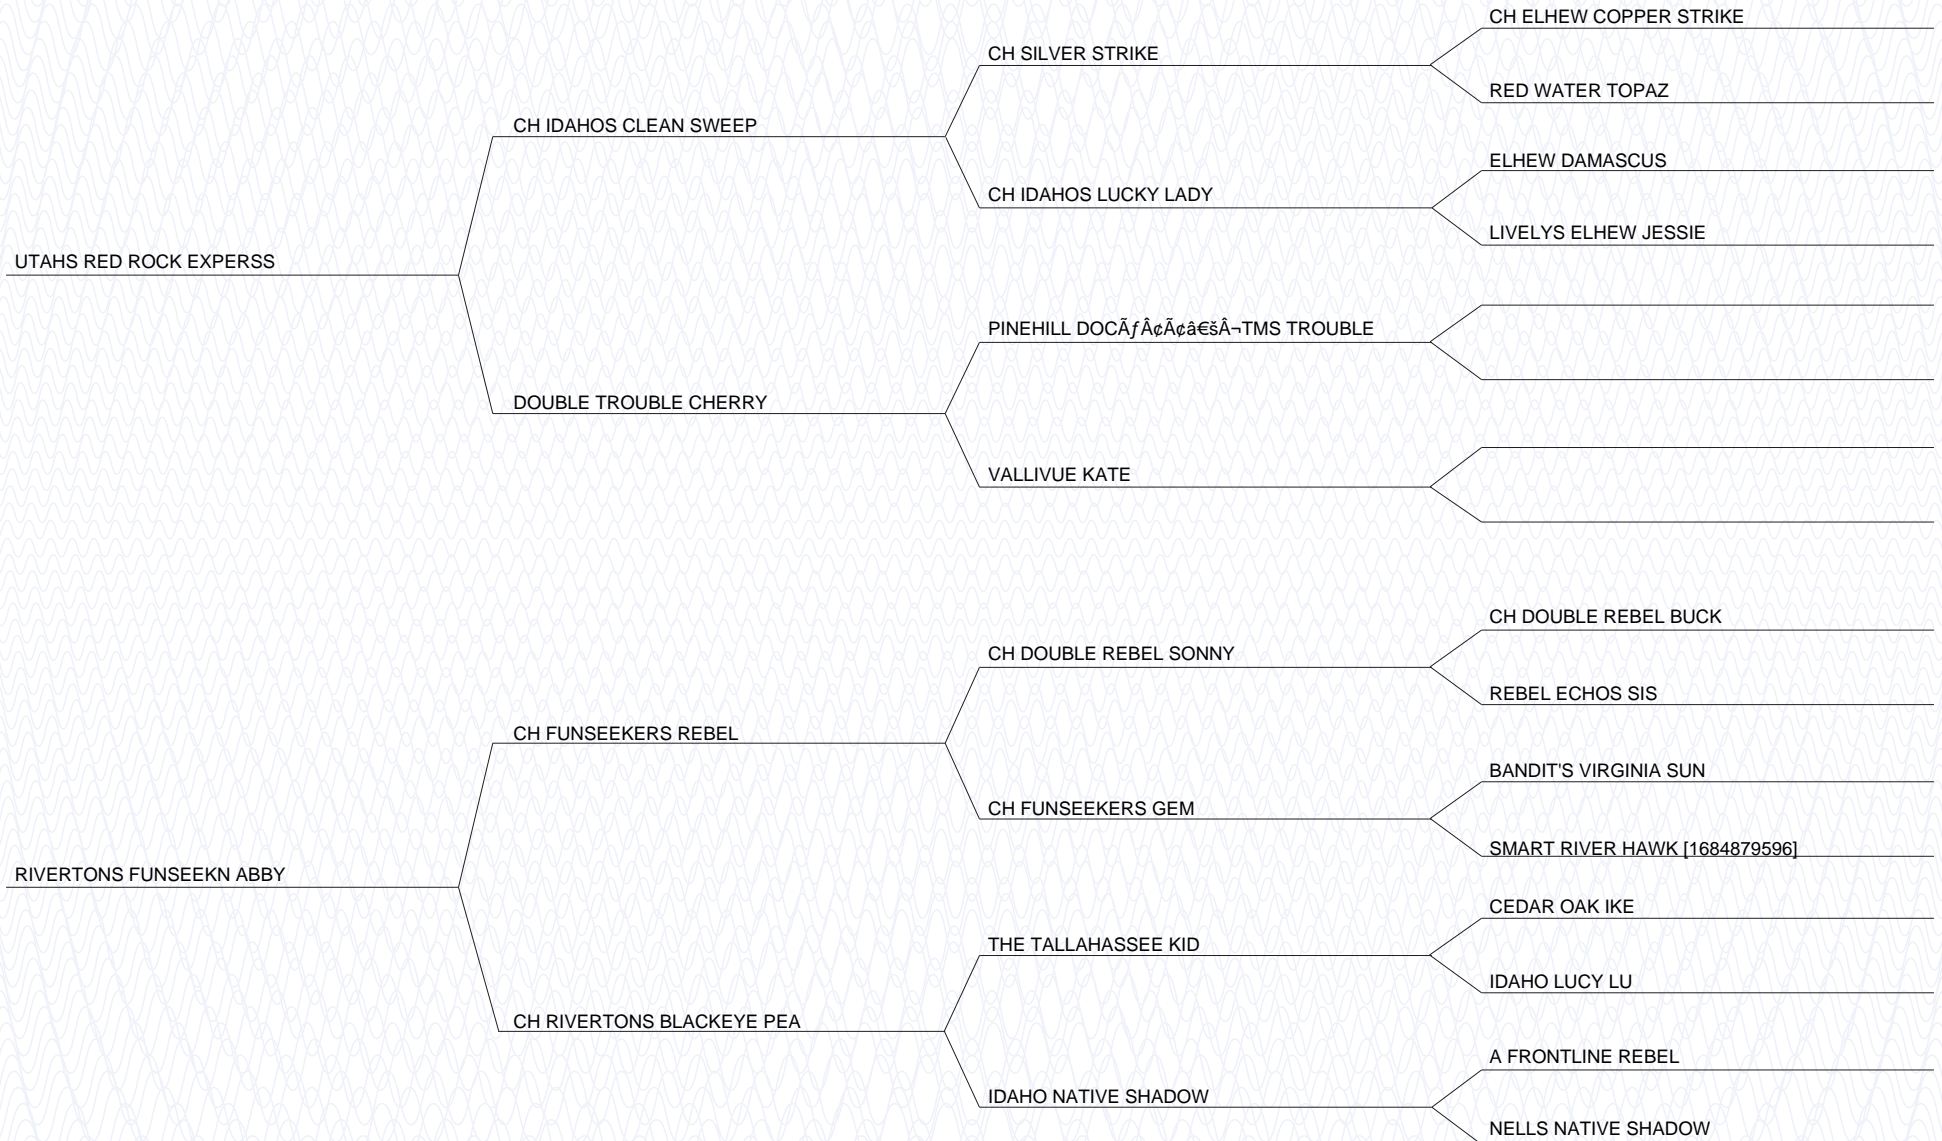 CH ELHEW COPPER STRIKE
CH SILVER STRIKE
RED WATER TOPAZ
CH IDAHOS CLEAN SWEEP
ELHEW DAMASCUS
CH IDAHOS LUCKY LADY
LIVELYS ELHEW JESSIE
UTAHS RED ROCK EXPERSS
PINEHILL DOCÃƒÂ¢Ã¢â€šÂ¬TMS TROUBLE
DOUBLE TROUBLE CHERRY
VALLIVUE KATE
CH DOUBLE REBEL BUCK
CH DOUBLE REBEL SONNY
REBEL ECHOS SIS
CH FUNSEEKERS REBEL
BANDIT'S VIRGINIA SUN
CH FUNSEEKERS GEM
SMART RIVER HAWK [1684879596]
RIVERTONS FUNSEEKN ABBY
CEDAR OAK IKE
THE TALLAHASSEE KID
IDAHO LUCY LU
CH RIVERTONS BLACKEYE PEA
A FRONTLINE REBEL
IDAHO NATIVE SHADOW
NELLS NATIVE SHADOW